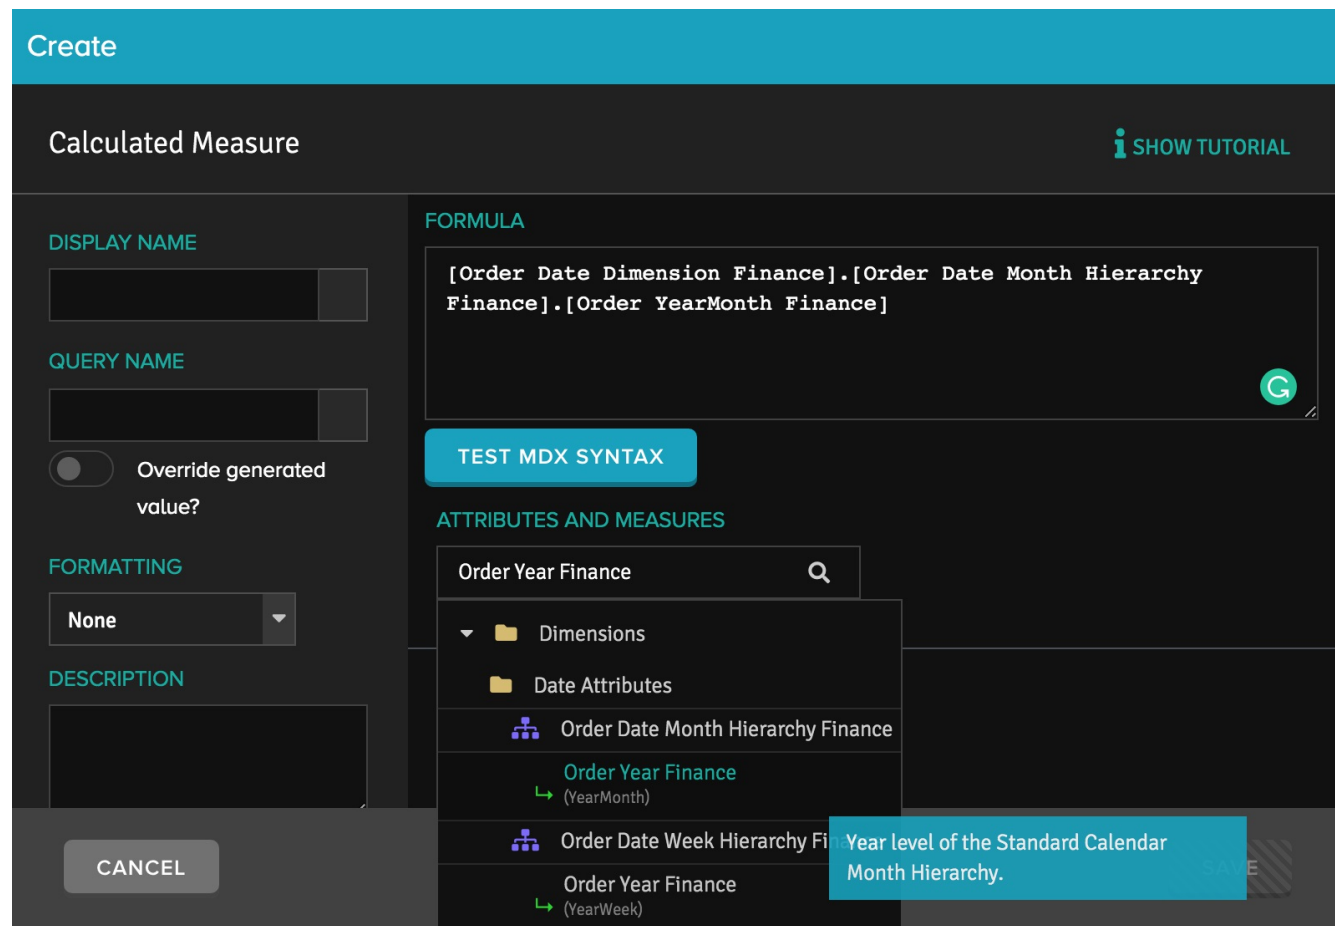 Create
Calculated Measure
SHOW TUTORIAL
DISPLAY NAME
QUERY NAME
Override generated
value?
FORMATTING
None
DESCRIPTION
FORMULA
[Order Date Dimension Finance].[Order Date Month Hierarchy
Finance].[Order YearMonth Finance]
G
TEST MDX SYNTAX
ATTRIBUTES AND MEASURES
Order Year Finance
Dimensions
Date Attributes
Order Date Month Hierarchy Finance
Order Year Finance
(YearMonth)
Order Date Week Hierarchy Finance
Order Year Finance
(YearWeek)
Year level of the Standard Calendar
Month Hierarchy.
CANCEL
SAVE